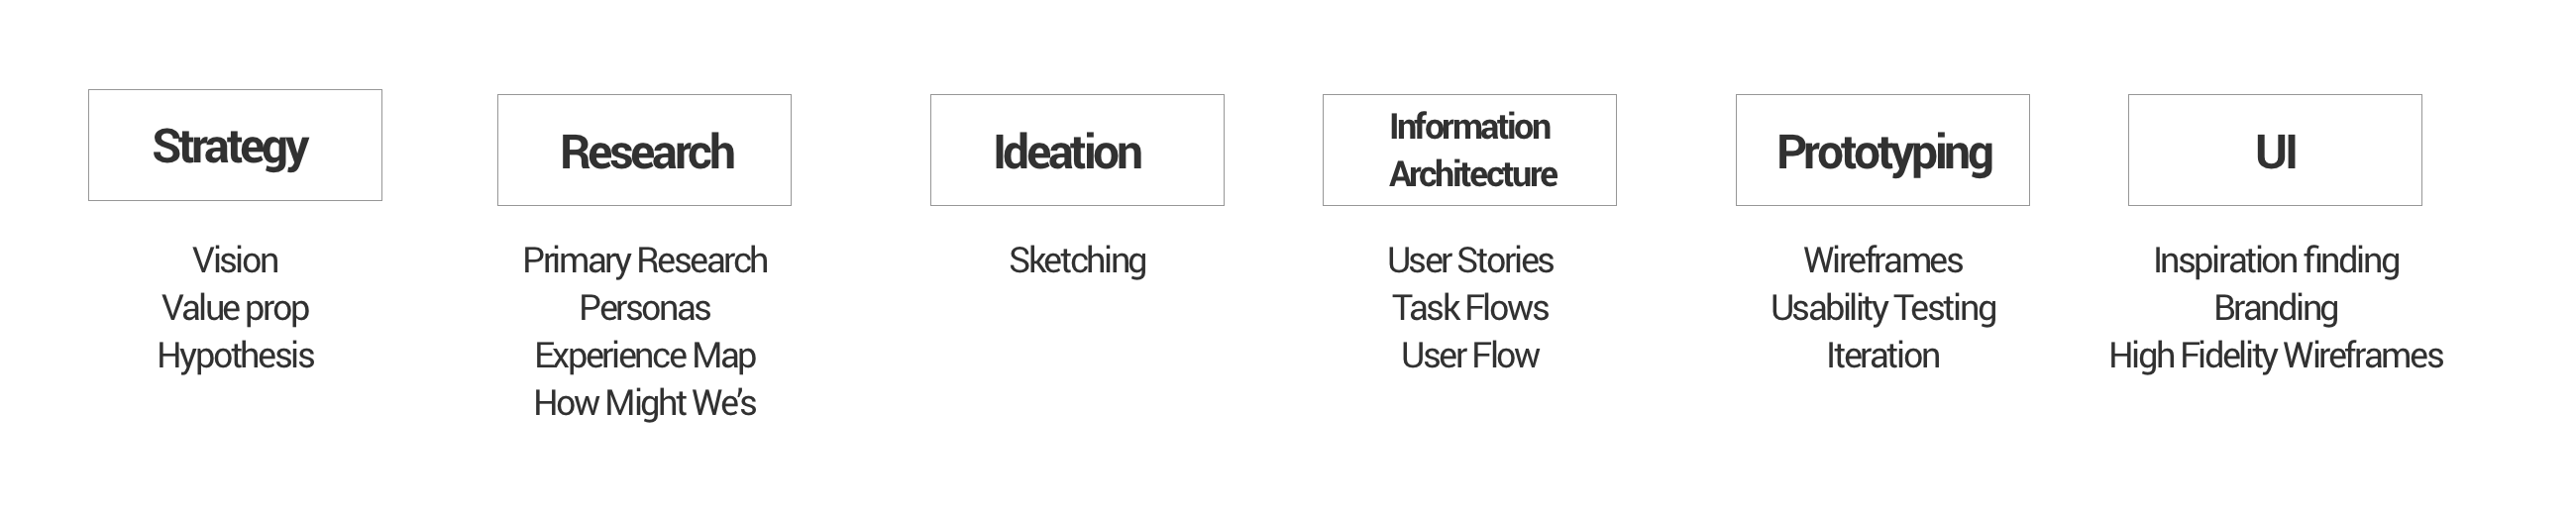 Strategy
Vision
Value prop
Hypothesis
Research
Primary Research
Personas
Experience Map
How Might We’s
Ideation
Sketching
Information
Architecture
User Stories
Task Flows
User Flow
Prototyping
Wireframes
Usability Testing
Iteration
UI
Inspiration finding
Branding
High Fidelity Wireframes